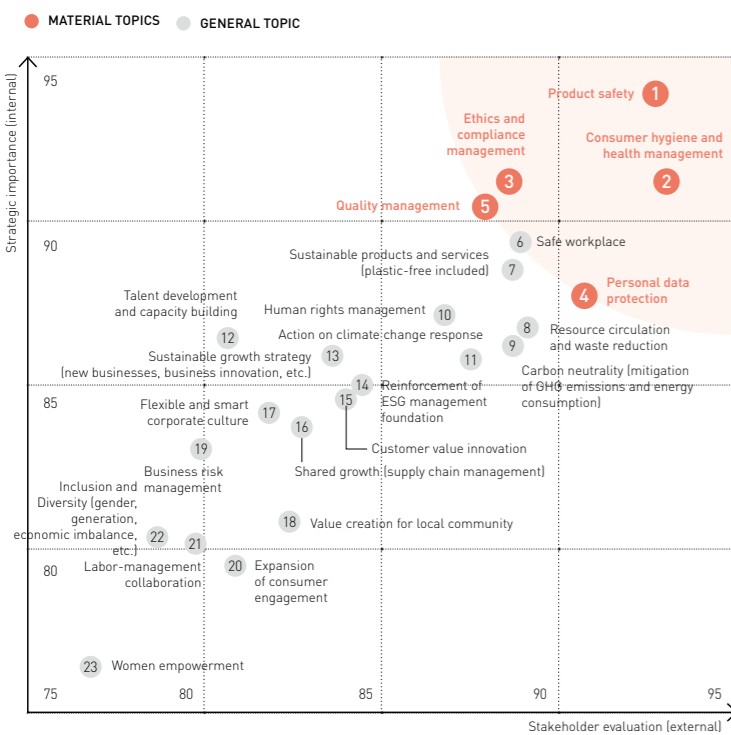 MATERIAL TOPICS
GENERAL TOPIC
Strategic importance (internal)
95
Product safety
1
Ethics and
compliance
management
3
Consumer hygiene and
health management
2
Quality management
5
90
6
Safe workplace
Sustainable products and services
(plastic-free included)
7
4
Personal data
protection
Talent development
and capacity building
12
Human rights management
10
Action on climate change response
11
8
Resource circulation
and waste reduction
9
Carbon neutrality (mitigation
of GHG emissions and energy
consumption)
Sustainable growth strategy
(new businesses, business innovation, etc.)
13
85
14
Reinforcement of
ESG management
foundation
15
Customer value innovation
Flexible and smart
corporate culture
17
16
Shared growth (supply chain management)
19
Business risk
management
18
Value creation for local community
Inclusion and
Diversity (gender,
generation,
economic imbalance,
etc.)
22
21
Labor-management
collaboration
80
20
Expansion
of consumer
engagement
23
Women empowerment
75
80
85
90
95
Stakeholder evaluation (external)